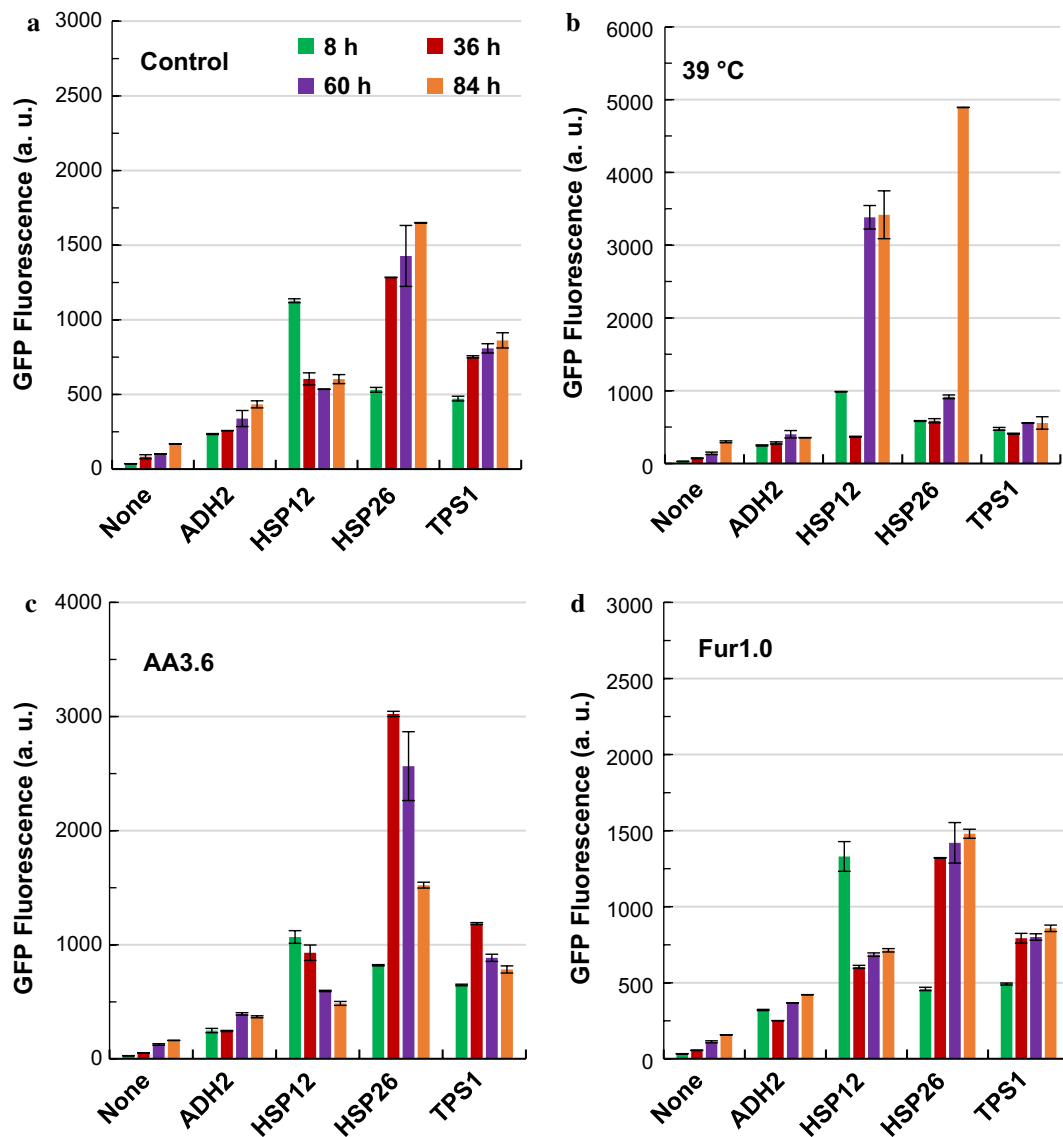 a
Control
8 h
36 h
60 h
84 h
GFP Fluorescence (a. u.)
3000
2500
2000
1500
1000
500
0
None
ADH2
HSP12
HSP26
TPS1
b
39 °C
GFP Fluorescence (a. u.)
6000
5000
4000
3000
2000
1000
0
None
ADH2
HSP12
HSP26
TPS1
c
AA3.6
GFP Fluorescence (a. u.)
4000
3000
2000
1000
0
None
ADH2
HSP12
HSP26
TPS1
d
Fur1.0
GFP Fluorescence (a. u.)
3000
2500
2000
1500
1000
500
0
None
ADH2
HSP12
HSP26
TPS1